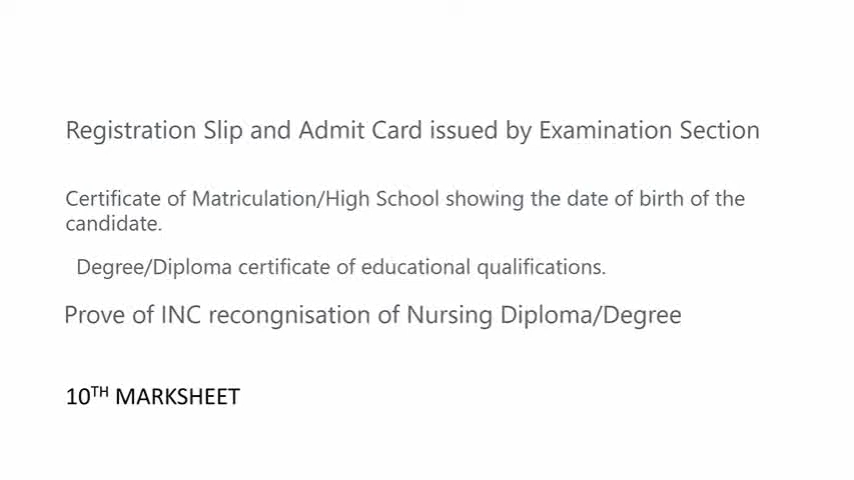 Registration Slip and Admit Card issued by Examination Section
Certificate of Matriculation/High School showing the date of birth of the
candidate.
Degree/Diploma certificate of educational qualifications.
Prove of INC recongnisation of Nursing Diploma/Degree
10TH MARKSHEET